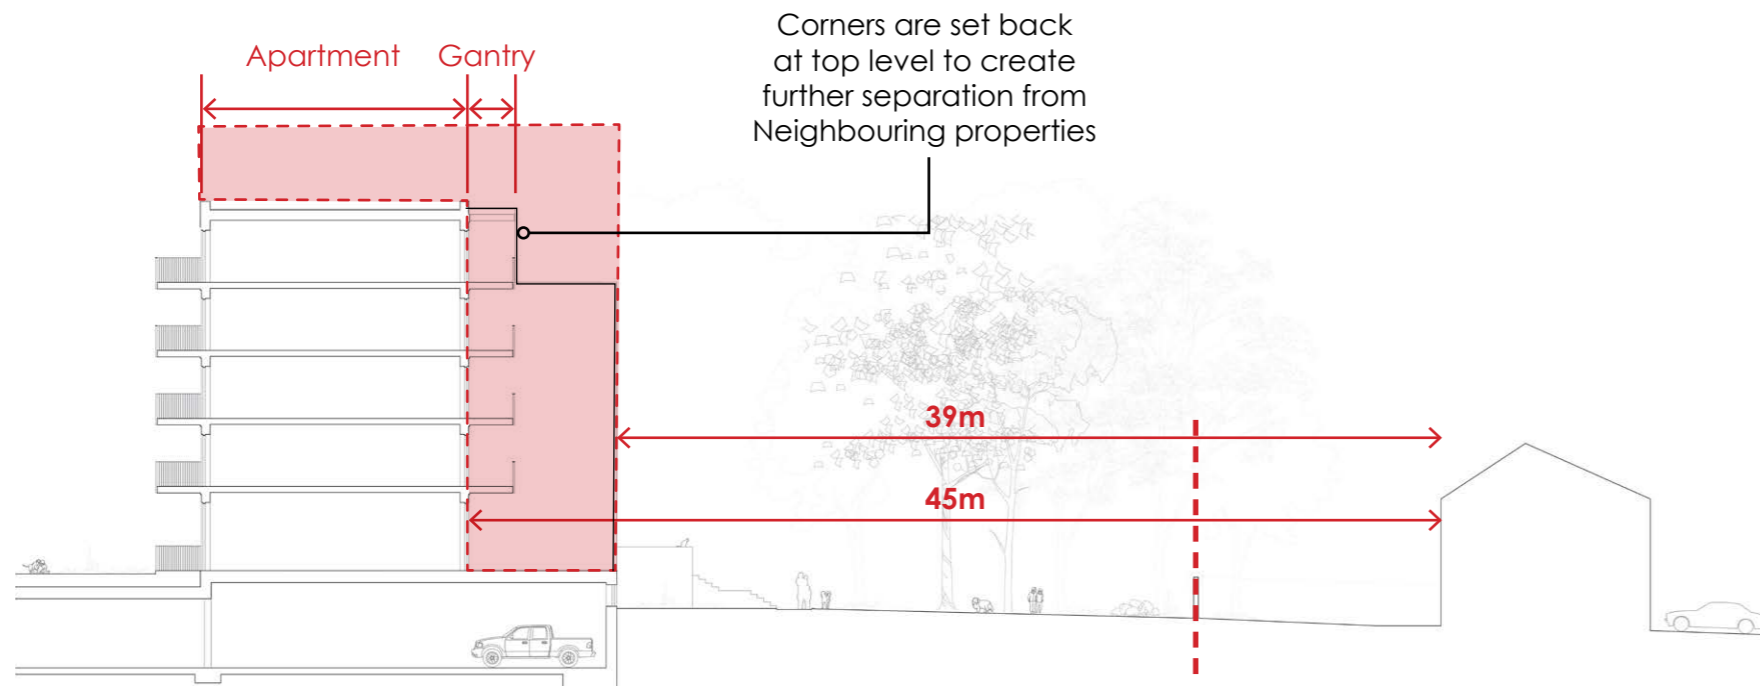 Corners are set back
at top level to create
further separation from
Neighbouring properties
Apartment
Gantry
39m
45m